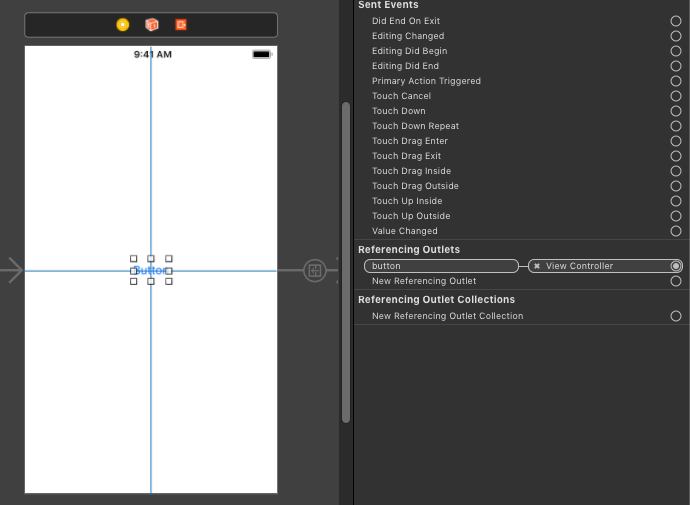 9:41 AM
Button
Sent Events
Did End On Exit
Editing Changed
Editing Did Begin
Editing Did End
Primary Action Triggered
Touch Cancel
Touch Down
Touch Down Repeat
Touch Drag Enter
Touch Drag Exit
Touch Drag Inside
Touch Drag Outside
Touch Up Inside
Touch Up Outside
Value Changed
Referencing Outlets
button View Controller
New Referencing Outlet
Referencing Outlet Collections
New Referencing Outlet Collection